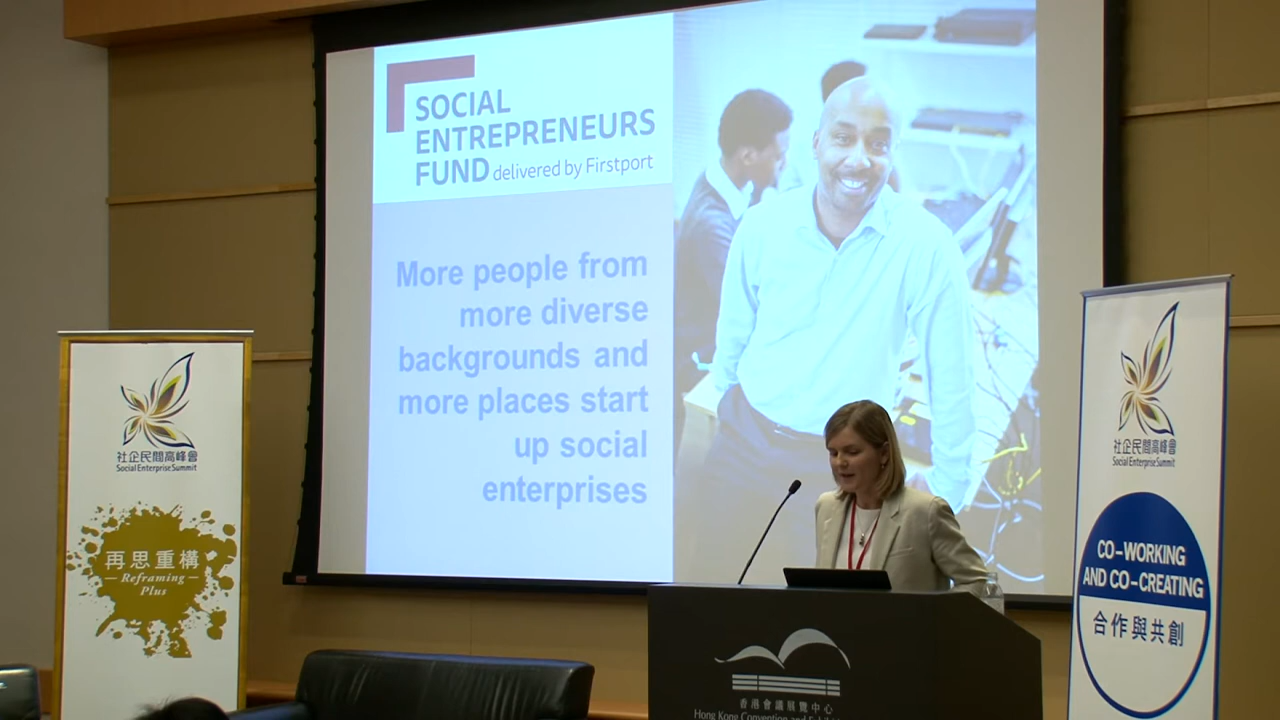 SOCIAL
ENTREPRENEURS
FUND delivered by Firstport
More people from
more diverse
backgrounds and
more places start
up social
enterprises
社企民間高峰會
Social Enterprise Summit
再思重構
Reframing
Plus
社企民間高峰會
Social Enterprise Summit
CO-WORKING
AND CO-CREATING
合作與共創
香港會議展覽中心
Hong Kong Convention and